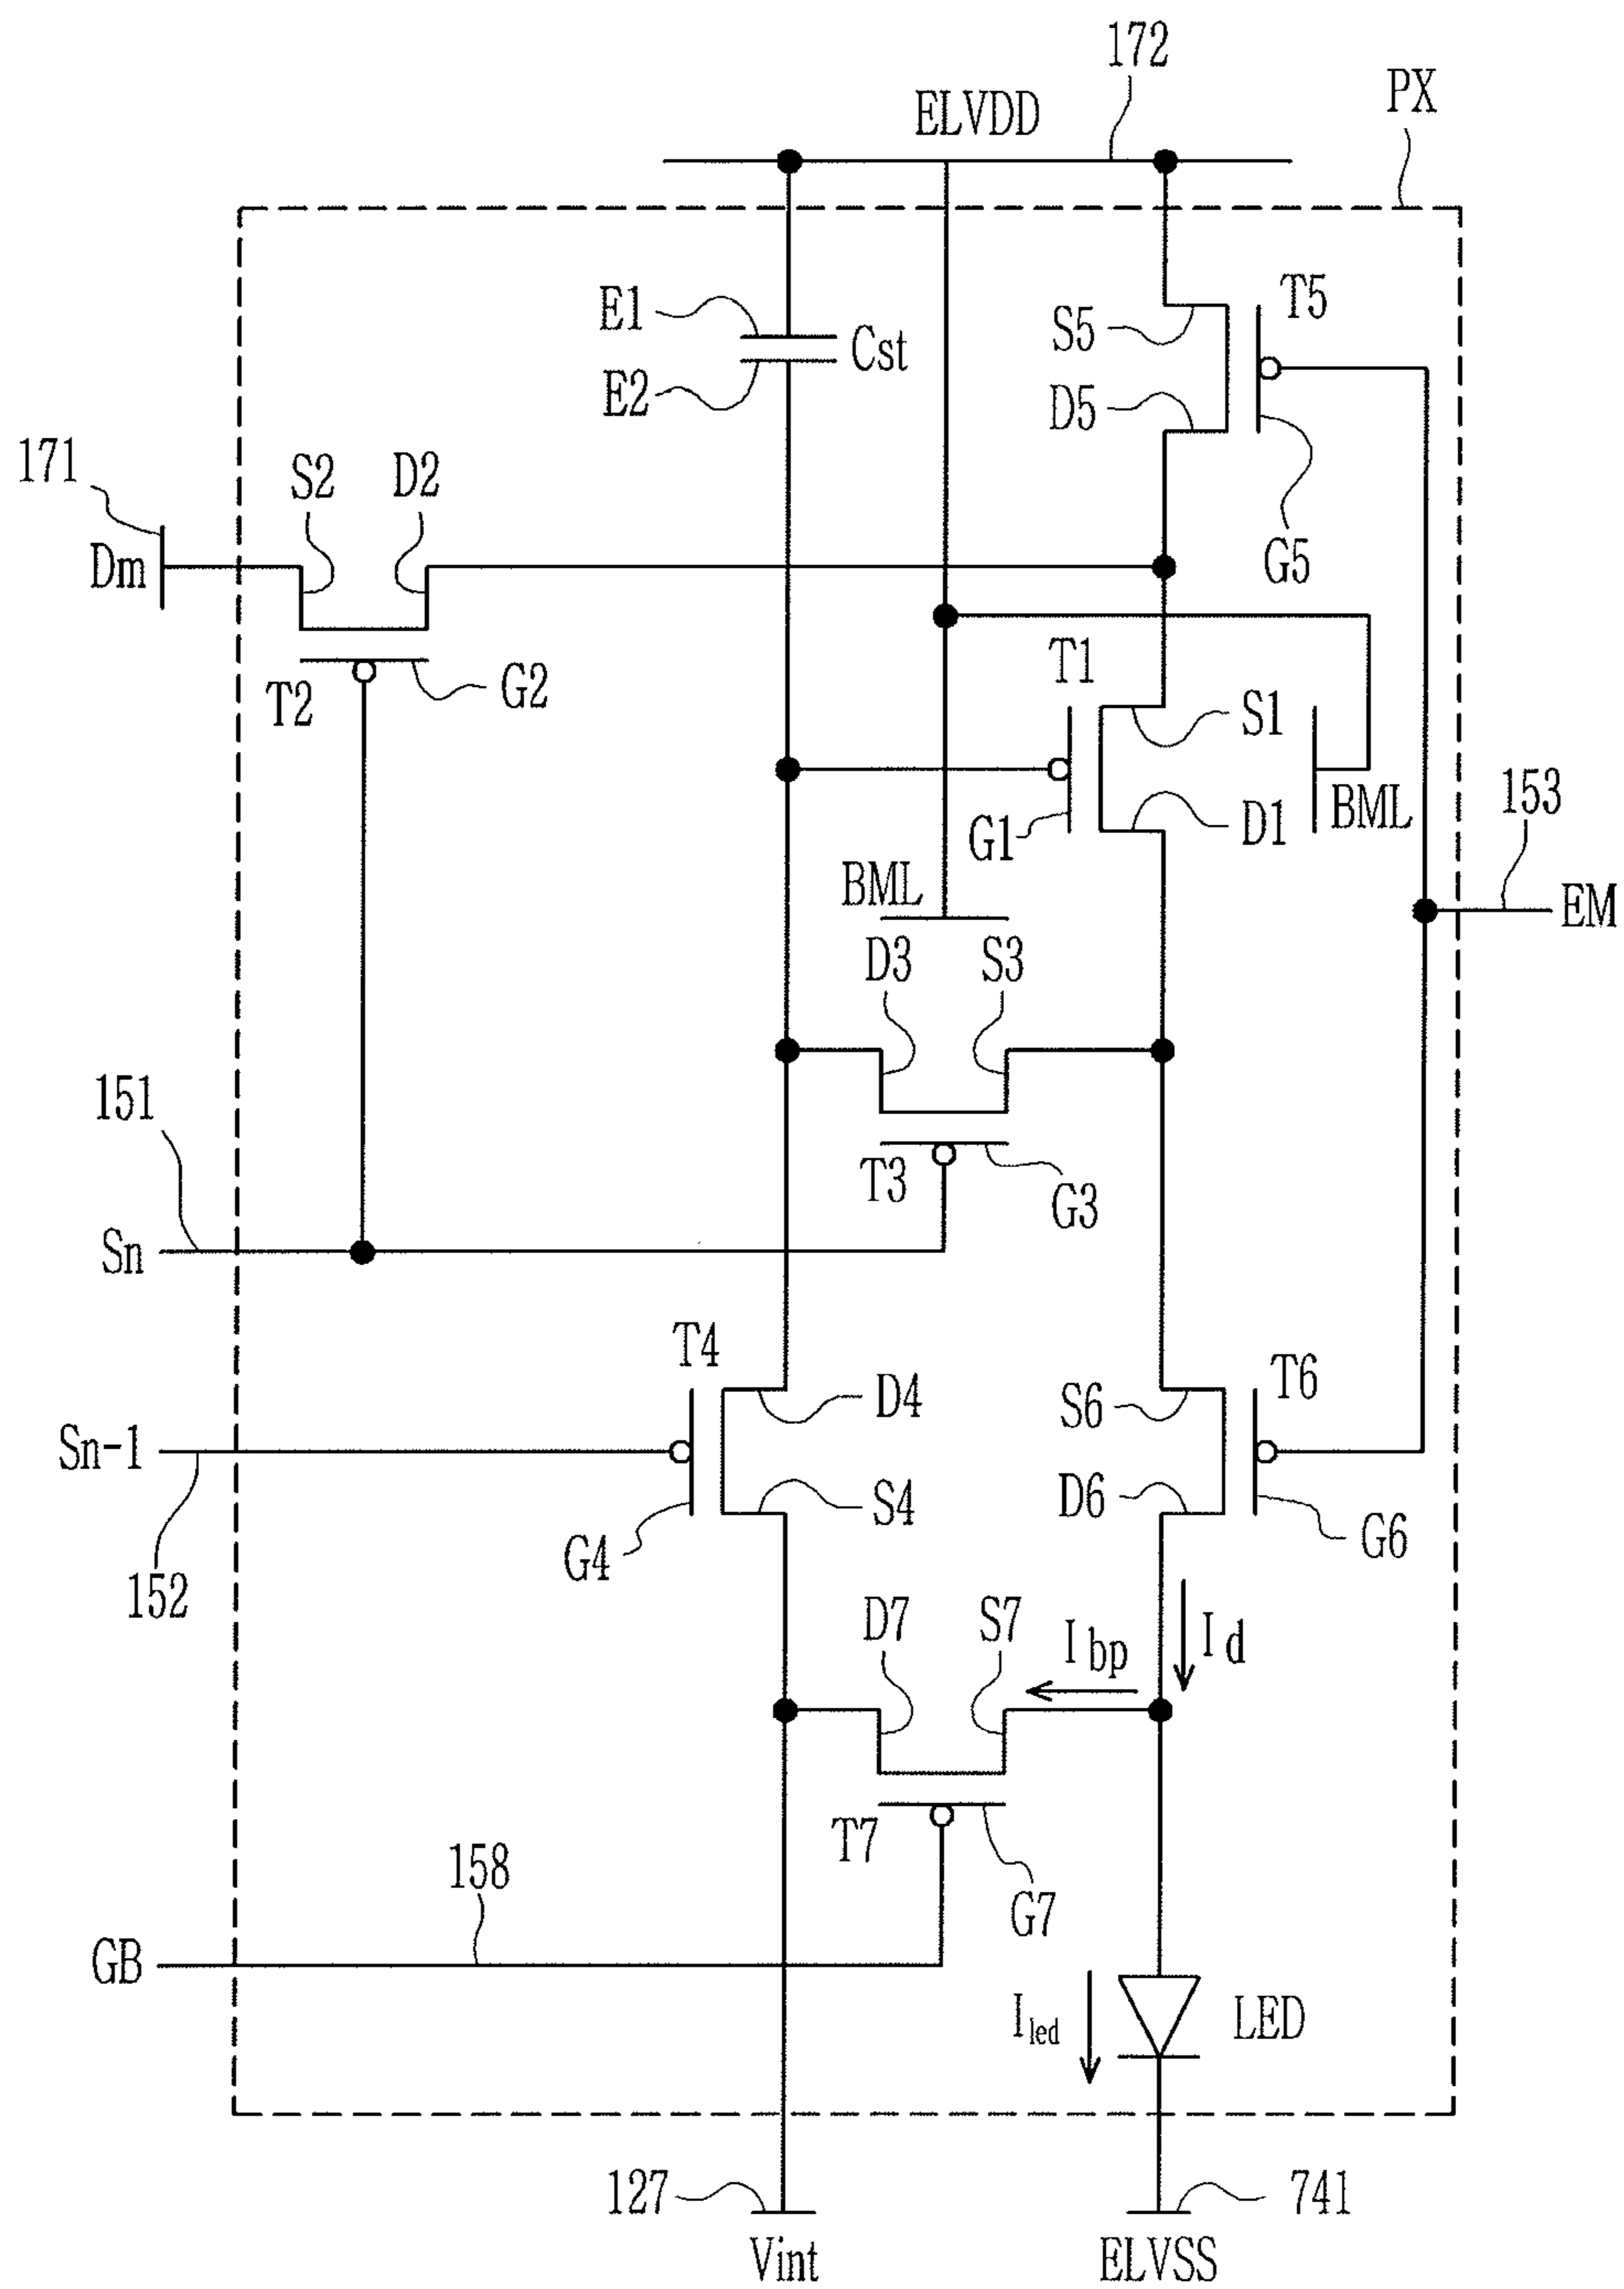 172
ELVDD
PX
E1
Cst
E2
T5
S5
D5
G5
171
S2
D2
Dm
T2
G2
T1
S1
G1
D1
BML
153
EM
BML
D3
S3
151
T3
G3
Sn
T4
D4
S6
T6
Sn-1
S4
D6
G4
G6
152
D7
S7
I bp
I d
T7
158
G7
GB
I led
LED
127
741
Vint
ELVSS